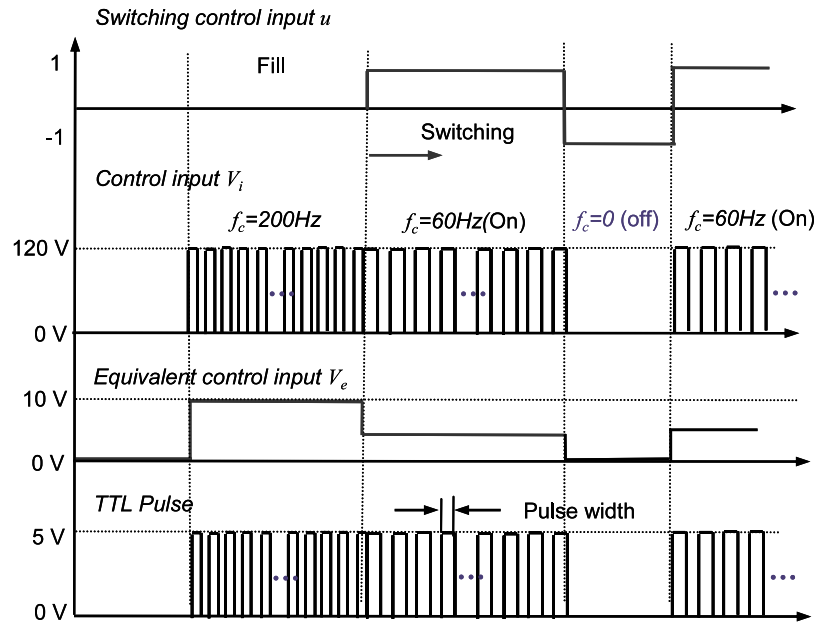 Switching control input u
1
Fill
-1
Switching
Control input Vi
fc=200Hz
fc=60Hz(On)
fc=0 (off)
fc=60Hz (On)
120 V
...
...
...
0 V
Equivalent control input Ve
10 V
0 V
TTL Pulse
Pulse width
5 V
...
...
...
0 V